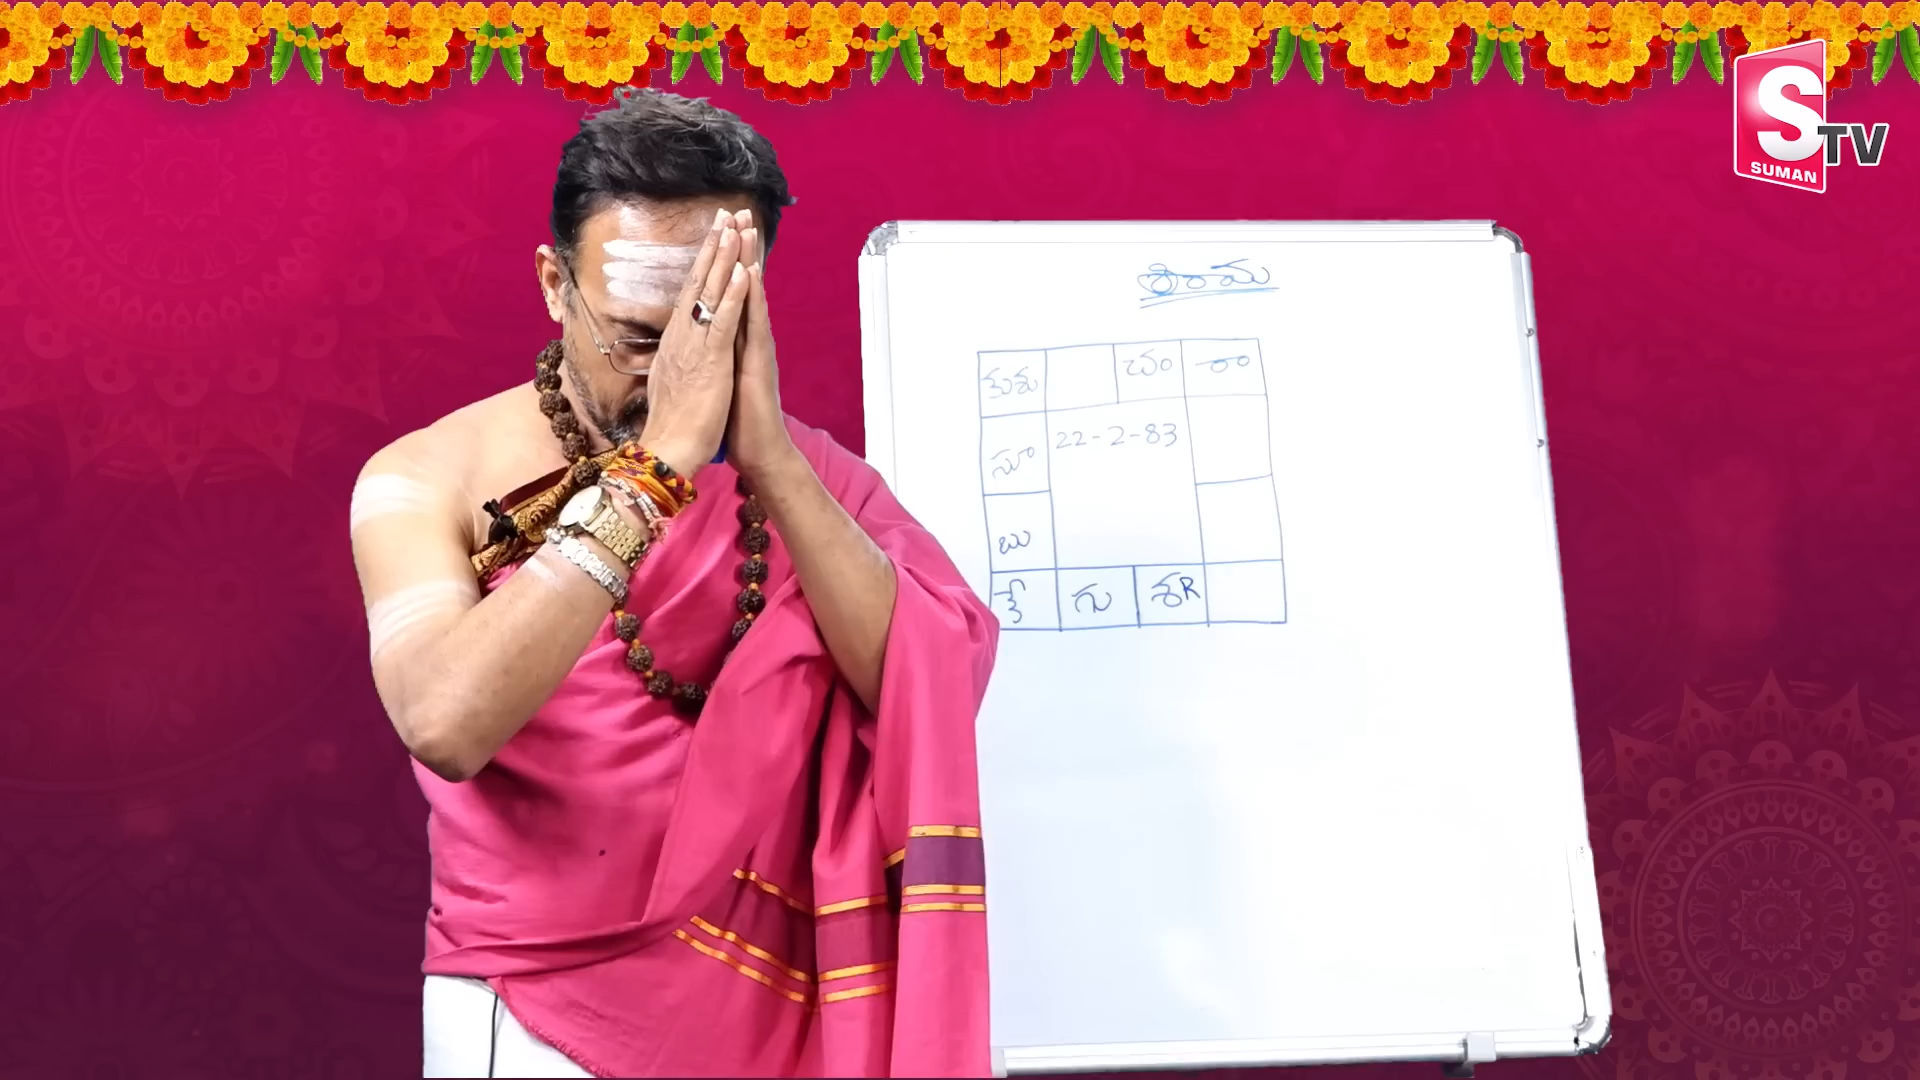 S
TV
SUMAN
శ్రీరామ
కుశు
చం
రా
సూ
22-2-83
బు
కే
గు
శR